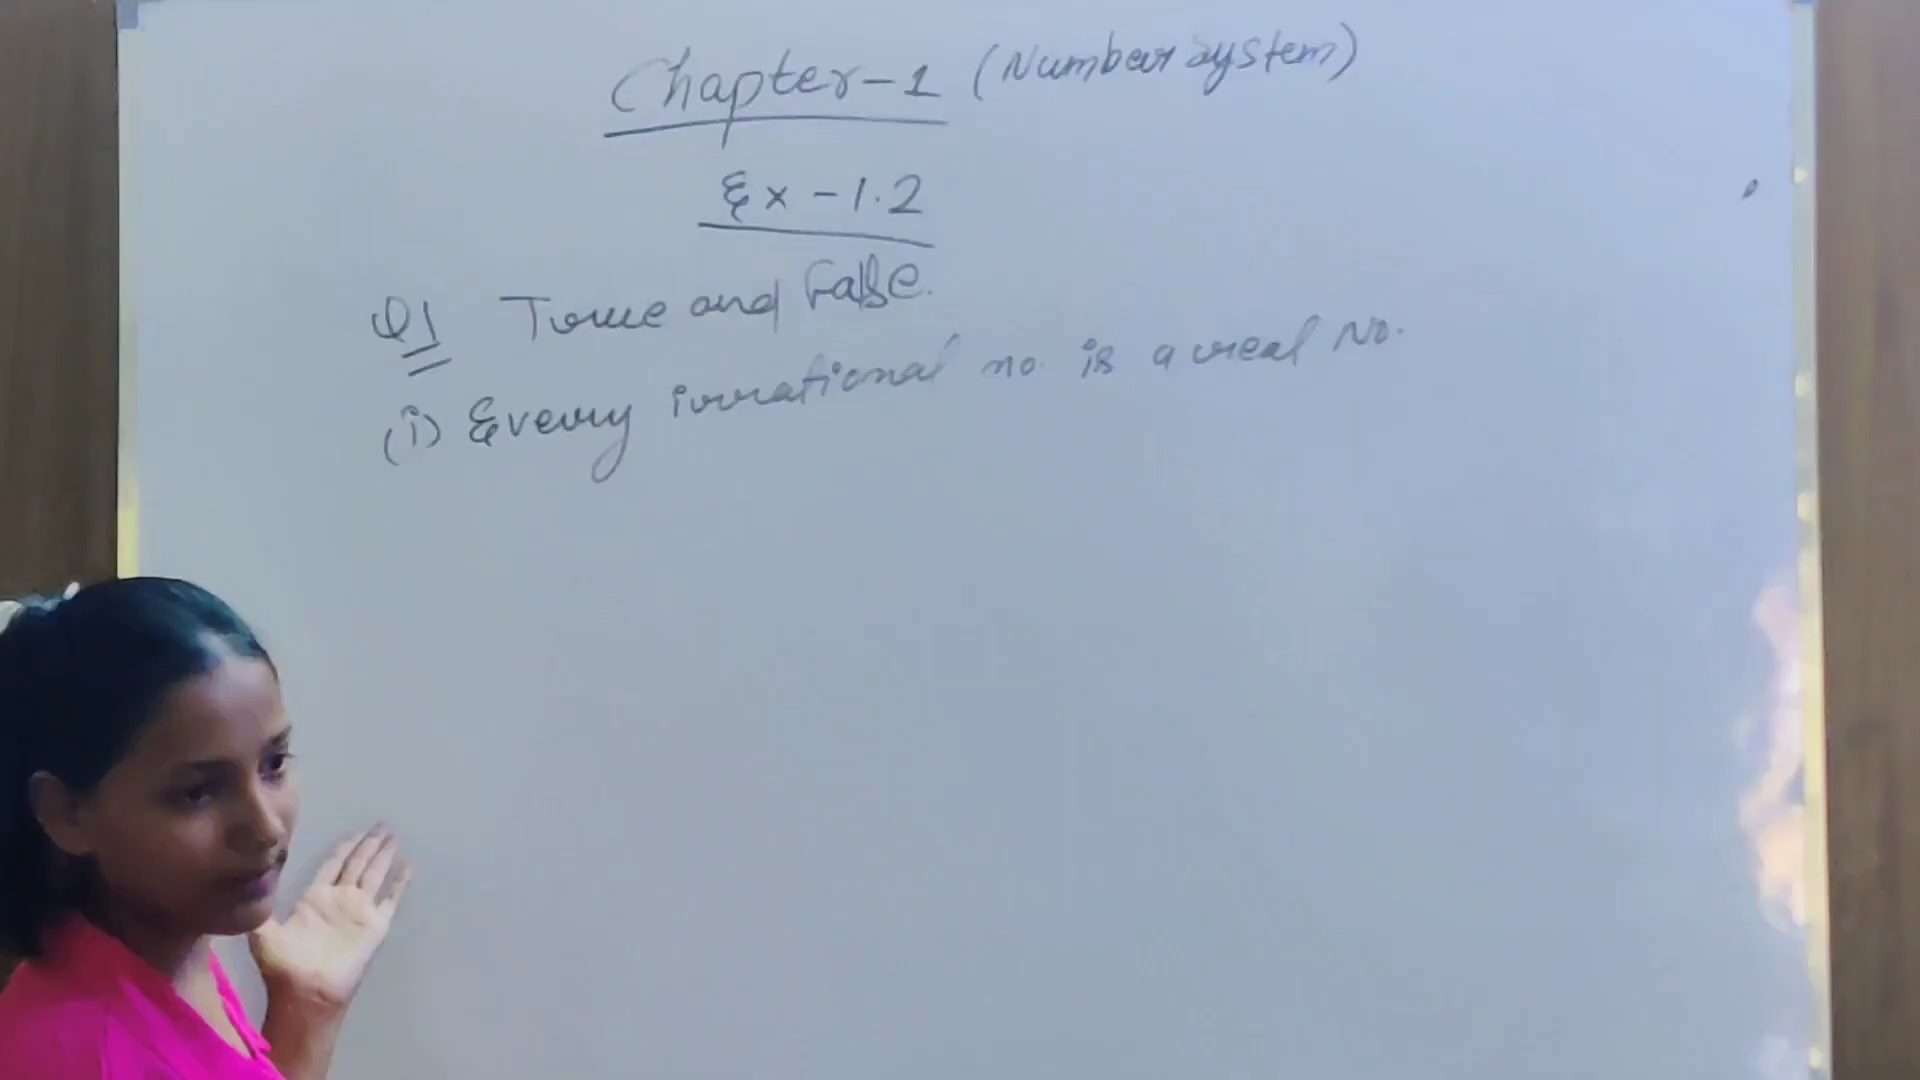 Chapter-1 (Number System)
Ex-1.2
Q1 True and False.
(i) Every irrational no. is a real No.